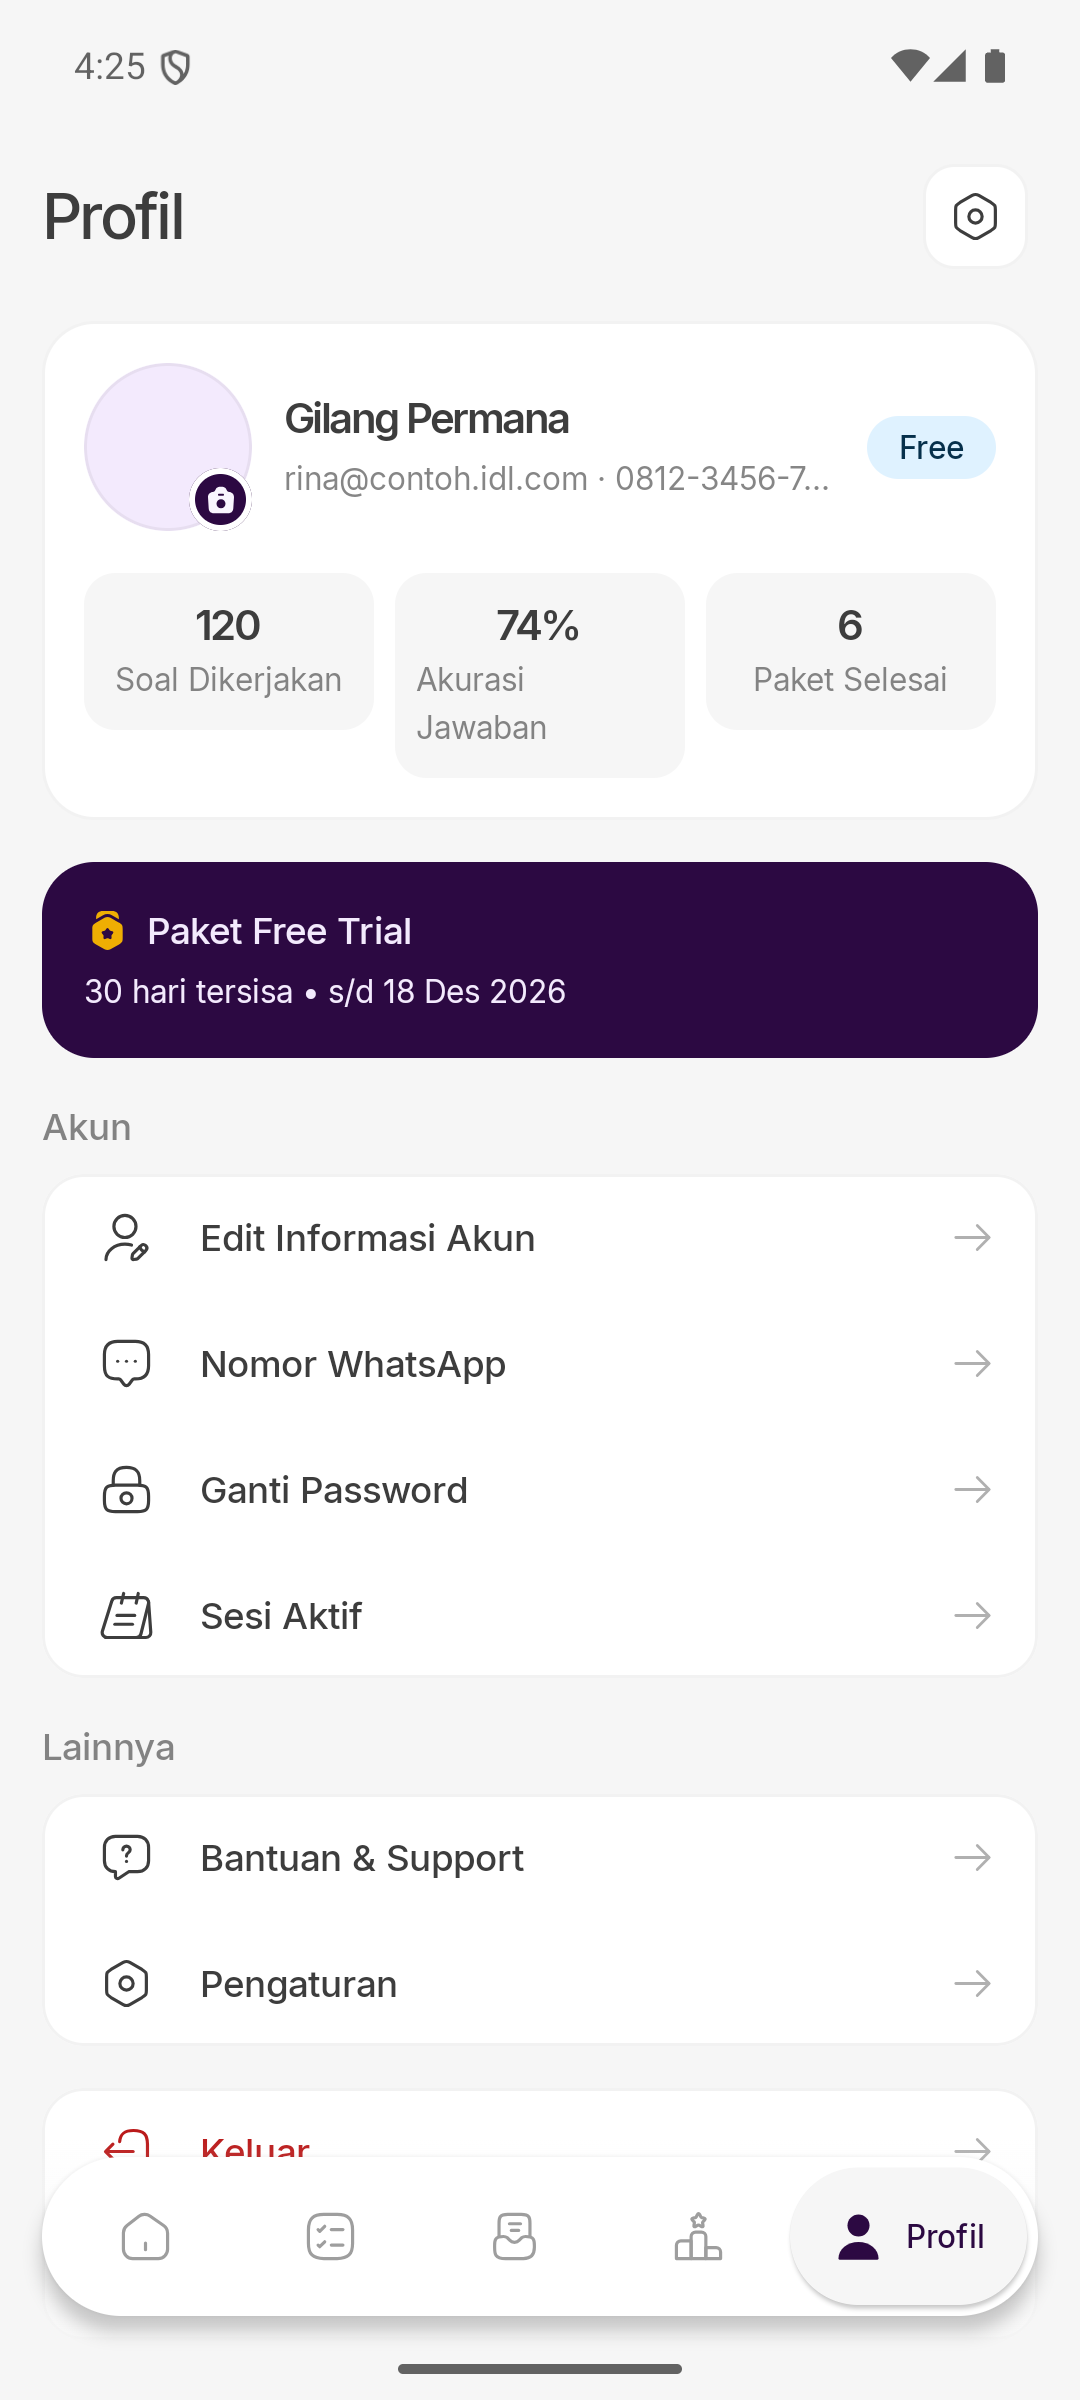 4:25
Profil
Gilang Permana
rina@contoh.idl.com · 0812-3456-7...
Free
120
Soal Dikerjakan
74%
Akurasi
Jawaban
6
Paket Selesai
Paket Free Trial
30 hari tersisa • s/d 18 Des 2026
Akun
Edit Informasi Akun
Nomor WhatsApp
Ganti Password
Sesi Aktif
Lainnya
Bantuan & Support
Pengaturan
Keluar
Profil